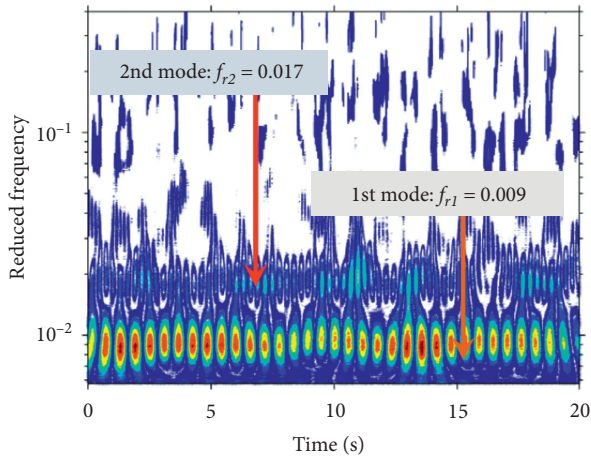 2nd mode: fr2 = 0.017
10⁻¹
1st mode: fr1 = 0.009
Reduced frequency
10⁻²
0 5 10 15 20
Time (s)